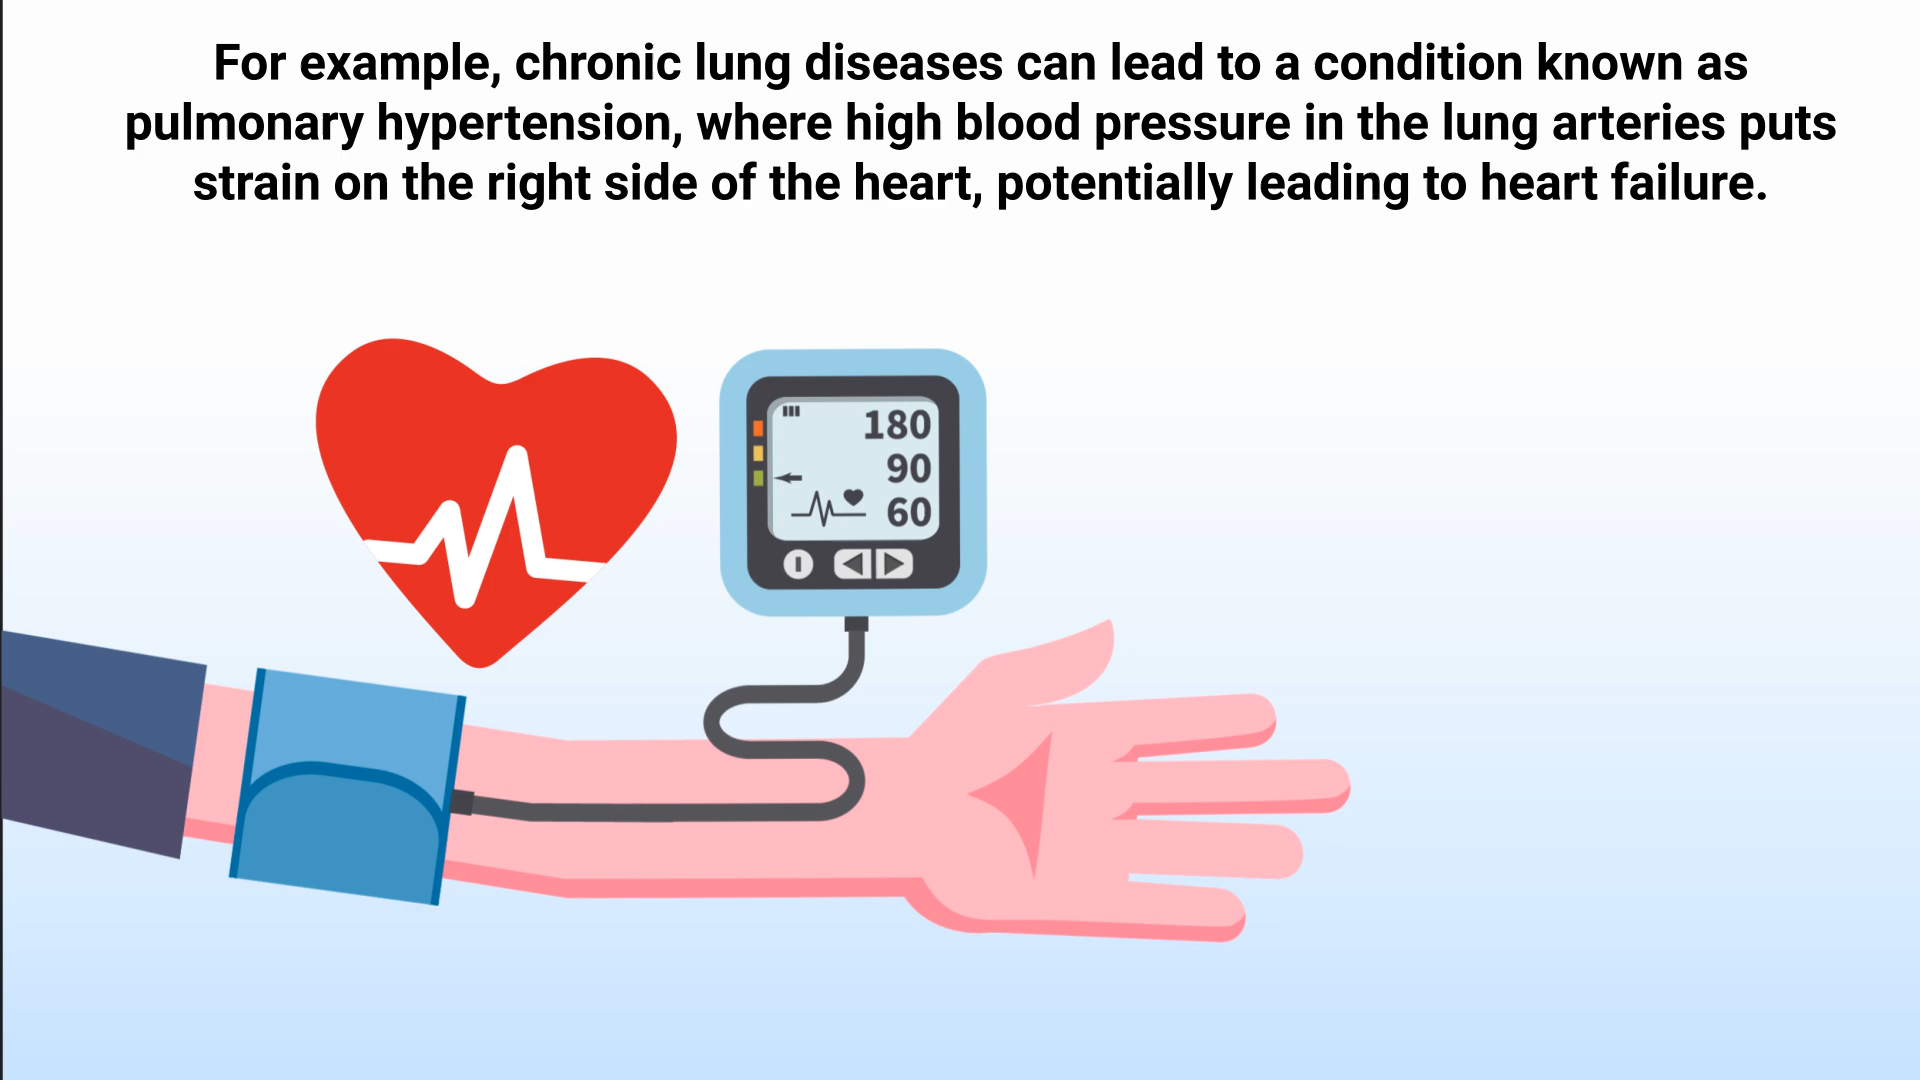 For example, chronic lung diseases can lead to a condition known as
pulmonary hypertension, where high blood pressure in the lung arteries puts
strain on the right side of the heart, potentially leading to heart failure.
180
90
60